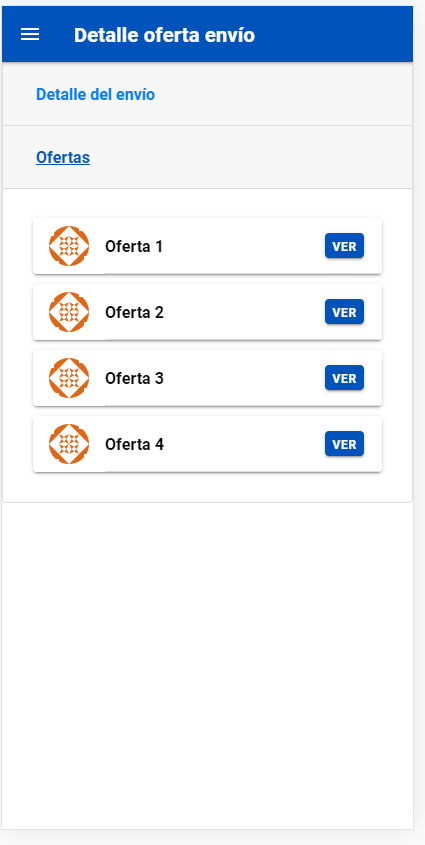 Detalle oferta envío
Detalle del envío
Ofertas
Oferta 1 VER
Oferta 2 VER
Oferta 3 VER
Oferta 4 VER